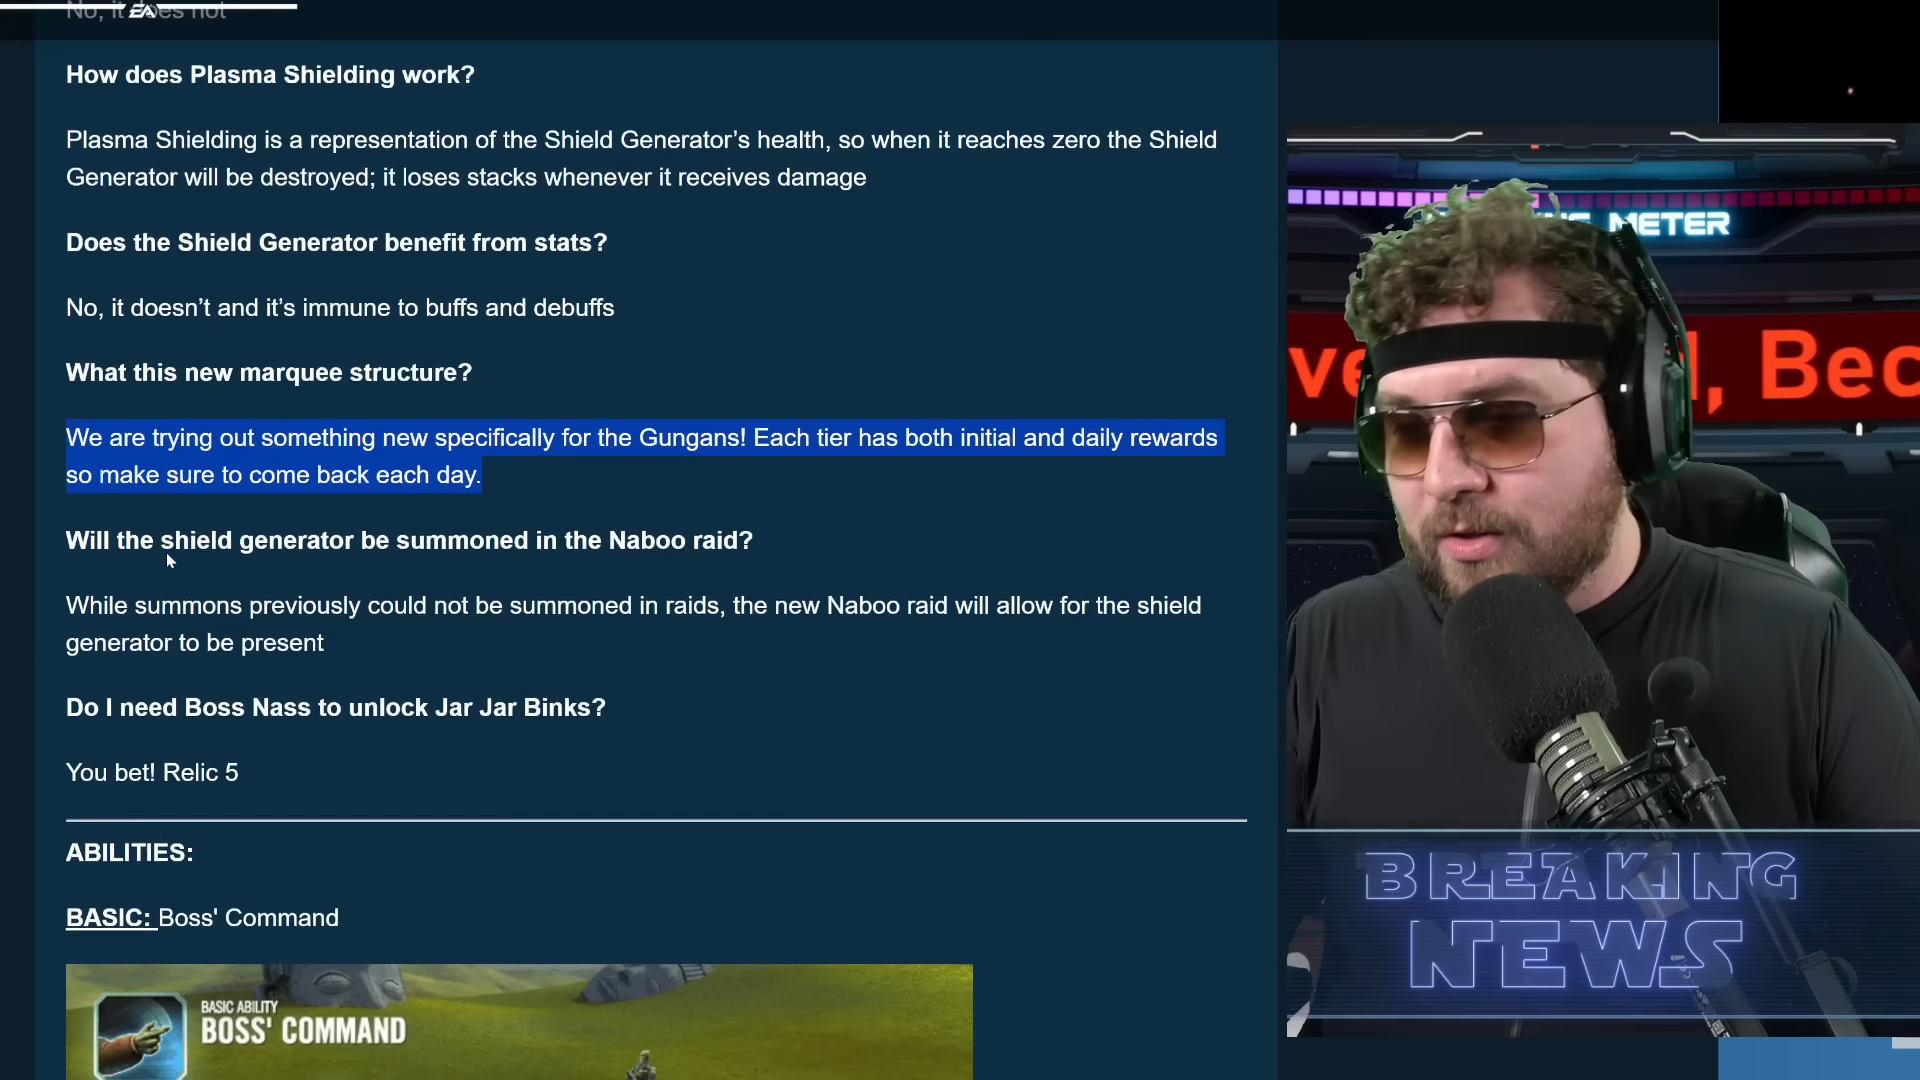 No, it does not
EA
How does Plasma Shielding work?
Plasma Shielding is a representation of the Shield Generator’s health, so when it reaches zero the Shield
Generator will be destroyed; it loses stacks whenever it receives damage
Does the Shield Generator benefit from stats?
No, it doesn’t and it’s immune to buffs and debuffs
What this new marquee structure?
We are trying out something new specifically for the Gungans! Each tier has both initial and daily rewards
so make sure to come back each day.
Will the shield generator be summoned in the Naboo raid?
While summons previously could not be summoned in raids, the new Naboo raid will allow for the shield
generator to be present
Do I need Boss Nass to unlock Jar Jar Binks?
You bet! Relic 5
ABILITIES:
BASIC: Boss' Command
BASIC ABILITY
BOSS' COMMAND
METER
BREAKING
NEWS